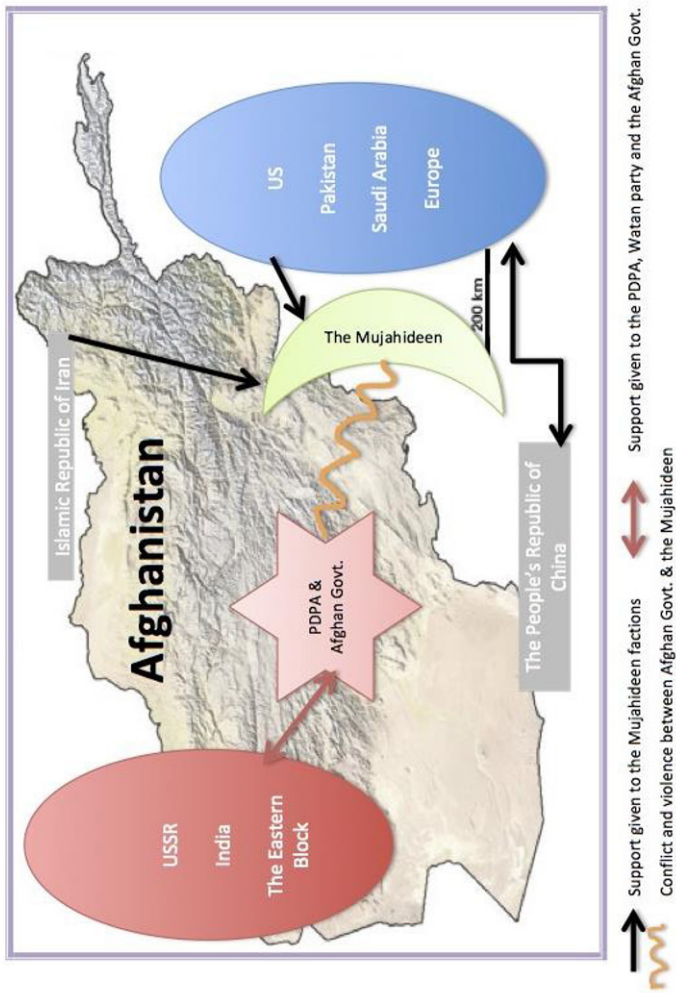 Islamic Republic of Iran
Afghanistan
USSR
India
The Eastern
Block
PDPA &
Afghan Govt.
The Mujahideen
US
Pakistan
Saudi Arabia
Europe
200 km
The People's Republic of
China
Support given to the Mujahideen factions
Support given to the PDPA, Watan party and the Afghan Govt.
Conflict and violence between Afghan Govt. & the Mujahideen